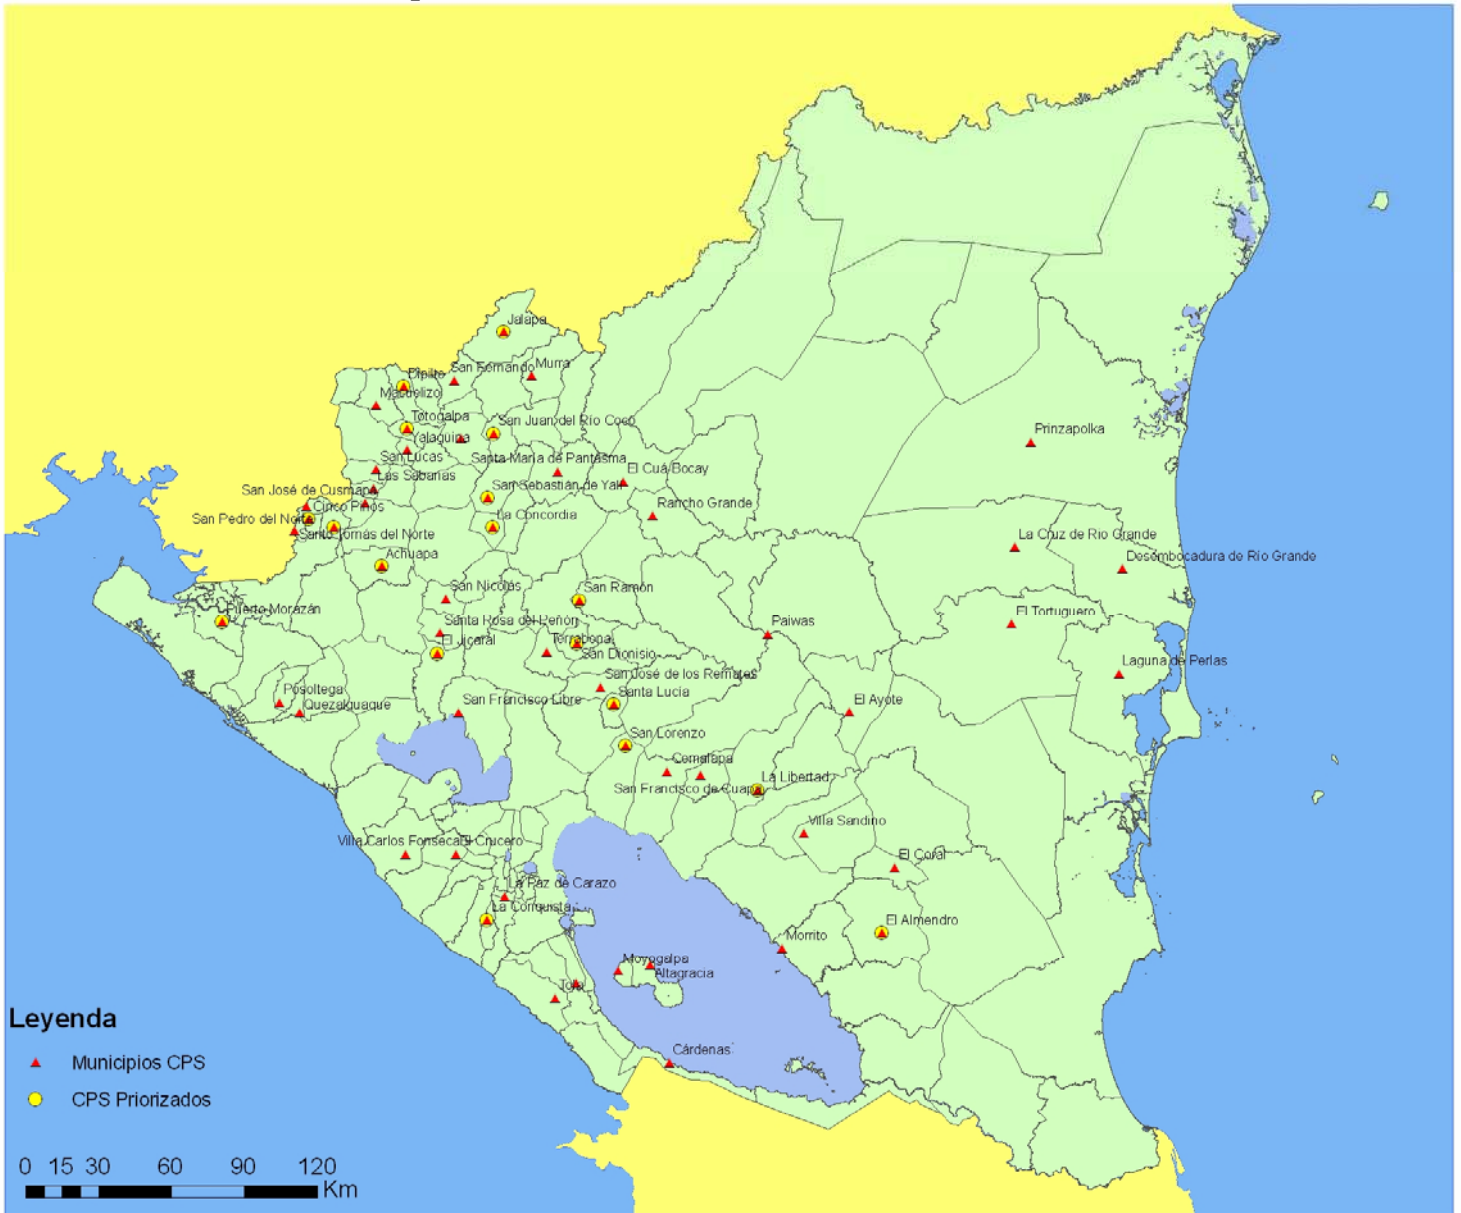 Jalapa
San Fernando
Murra
Dipilto
Macuelizo
Totogalpa
San Juan del Río Coco
Yalaguina
San Lucas
Santa María de Pantasma
El Cuá Bocay
Las Sabanas
San José de Cusmapa
San Sebastián de Yalí
Cinco Pinos
Rancho Grande
San Pedro del Norte
La Concordia
Santo Tomás del Norte
Achuapa
San Nicolás
San Ramón
Puerto Morazán
Santa Rosa del Peñón
El Jicaral
Terrabona
San Dionisio
San José de los Remates
Santa Lucía
Posoltega
Quezalguaque
San Francisco Libre
San Lorenzo
Comalapa
San Francisco de Cuapa
La Libertad
Prinzapolka
La Cruz de Rio Grande
Desembocadura de Rio Grande
El Tortuguero
Paiwas
Laguna de Perlas
El Ayote
Villa Sandino
El Coral
Villa Carlos Fonseca
El Crucero
La Paz de Carazo
La Conquista
El Almendro
Morrito
Moyogalpa
Altagracia
Tola
Cárdenas
Leyenda
Municipios CPS
CPS Priorizados
0 15 30 60 90 120
Km